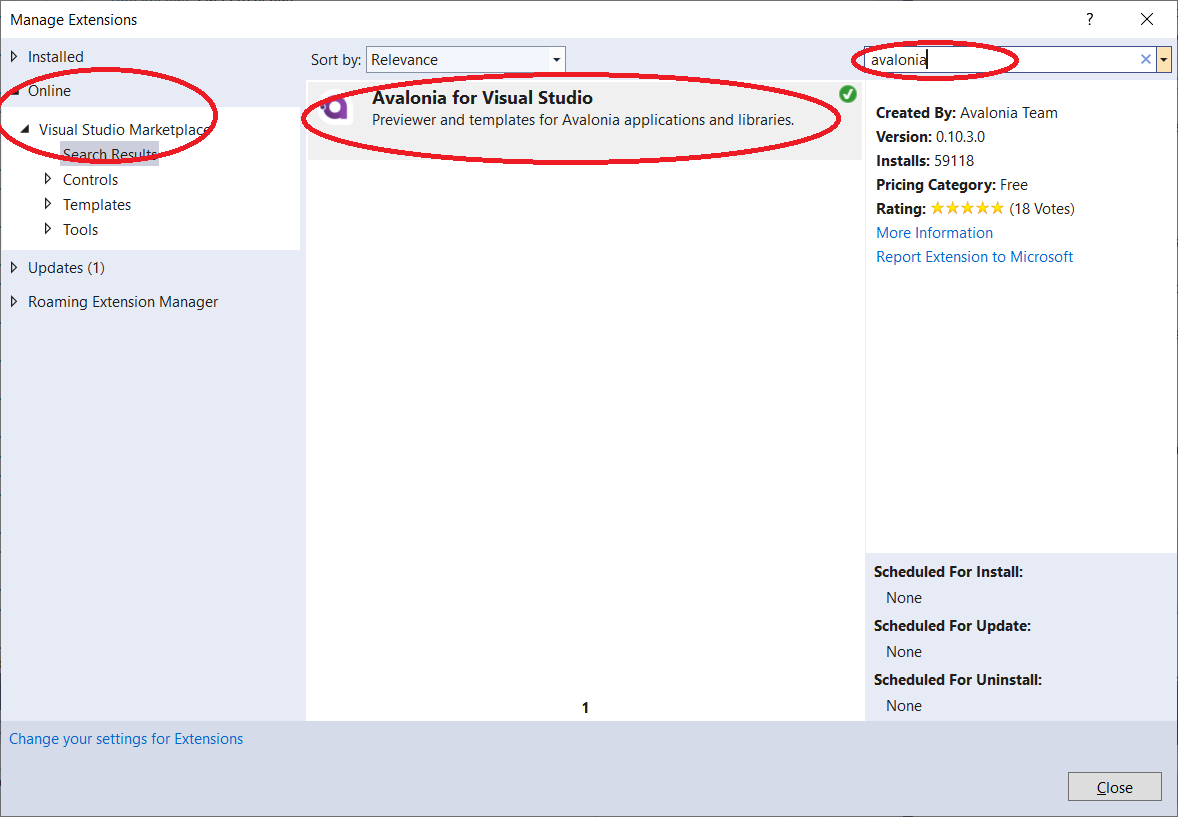 Manage Extensions
?
Installed
Online
Visual Studio Marketplace
Search Results
Controls
Templates
Tools
Updates (1)
Roaming Extension Manager
Sort by: Relevance
avalonia
Avalonia for Visual Studio
Previewer and templates for Avalonia applications and libraries.
Created By: Avalonia Team
Version: 0.10.3.0
Installs: 59118
Pricing Category: Free
Rating: (18 Votes)
More Information
Report Extension to Microsoft
Scheduled For Install:
None
Scheduled For Update:
None
Scheduled For Uninstall:
None
1
Change your settings for Extensions
Close